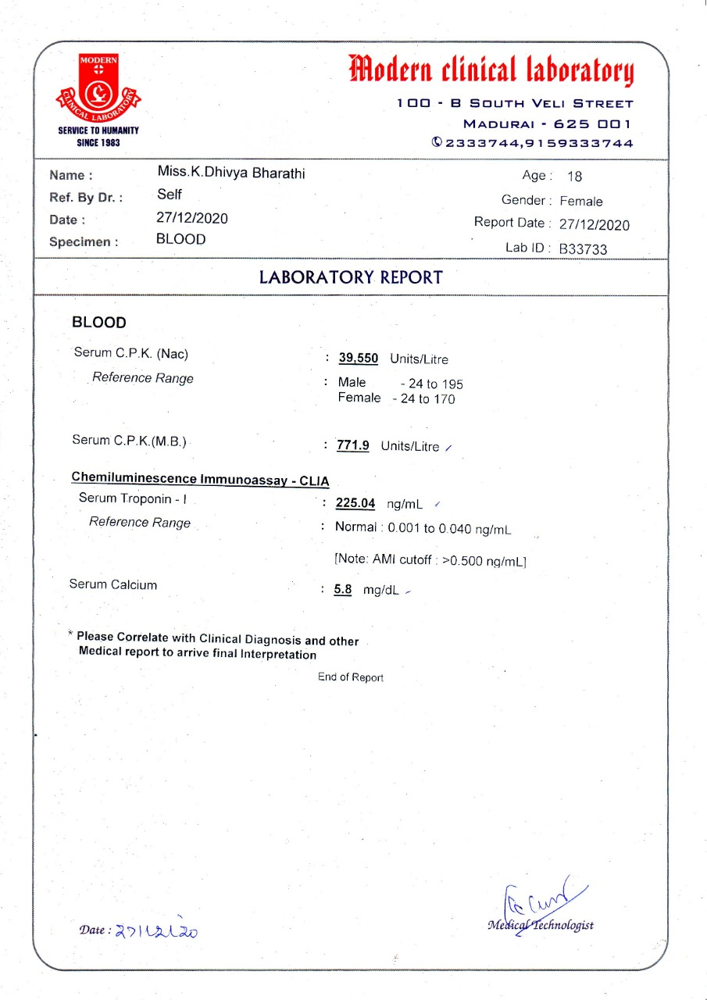 MODERN
CLINICAL LABORATORY
SERVICE TO HUMANITY
SINCE 1983
Modern clinical laboratory
100 - B SOUTH VELI STREET
MADURAI - 625 001
✆2333744,9159333744
Name : Miss.K.Dhivya Bharathi Age : 18
Ref. By Dr. : Self Gender : Female
Date : 27/12/2020 Report Date : 27/12/2020
Specimen : BLOOD Lab ID : B33733
LABORATORY REPORT
BLOOD
Serum C.P.K. (Nac) : 39,550 Units/Litre
Reference Range : Male - 24 to 195
Female - 24 to 170
Serum C.P.K.(M.B.) : 771.9 Units/Litre
Chemiluminescence Immunoassay - CLIA
Serum Troponin - I : 225.04 ng/mL
Reference Range : Normal : 0.001 to 0.040 ng/mL
[Note: AMI cutoff : >0.500 ng/mL]
Serum Calcium : 5.8 mg/dL
* Please Correlate with Clinical Diagnosis and other
Medical report to arrive final Interpretation
End of Report
Date : 27/12/20
Medical Technologist